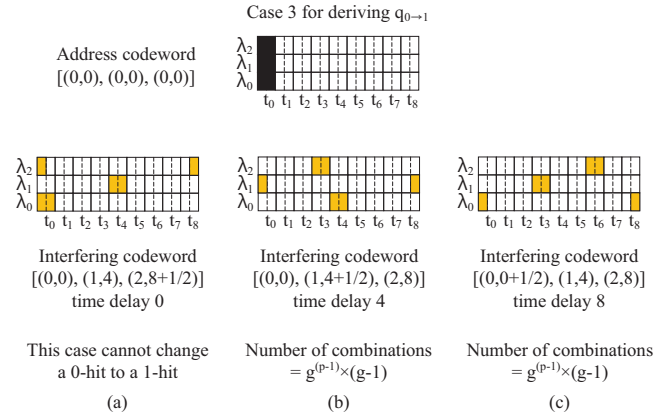 Case 3 for deriving q0→1
Address codeword
[(0,0), (0,0), (0,0)]
λ2
λ1
λ0
t0 t1 t2 t3 t4 t5 t6 t7 t8
λ2
λ1
λ0
t0 t1 t2 t3 t4 t5 t6 t7 t8
Interfering codeword
[(0,0), (1,4), (2,8+1/2)]
time delay 0
This case cannot change
a 0-hit to a 1-hit
(a)
λ2
λ1
λ0
t0 t1 t2 t3 t4 t5 t6 t7 t8
Interfering codeword
[(0,0), (1,4+1/2), (2,8)]
time delay 4
Number of combinations
= g(p-1)×(g-1)
(b)
λ2
λ1
λ0
t0 t1 t2 t3 t4 t5 t6 t7 t8
Interfering codeword
[(0,0+1/2), (1,4), (2,8)]
time delay 8
Number of combinations
= g(p-1)×(g-1)
(c)